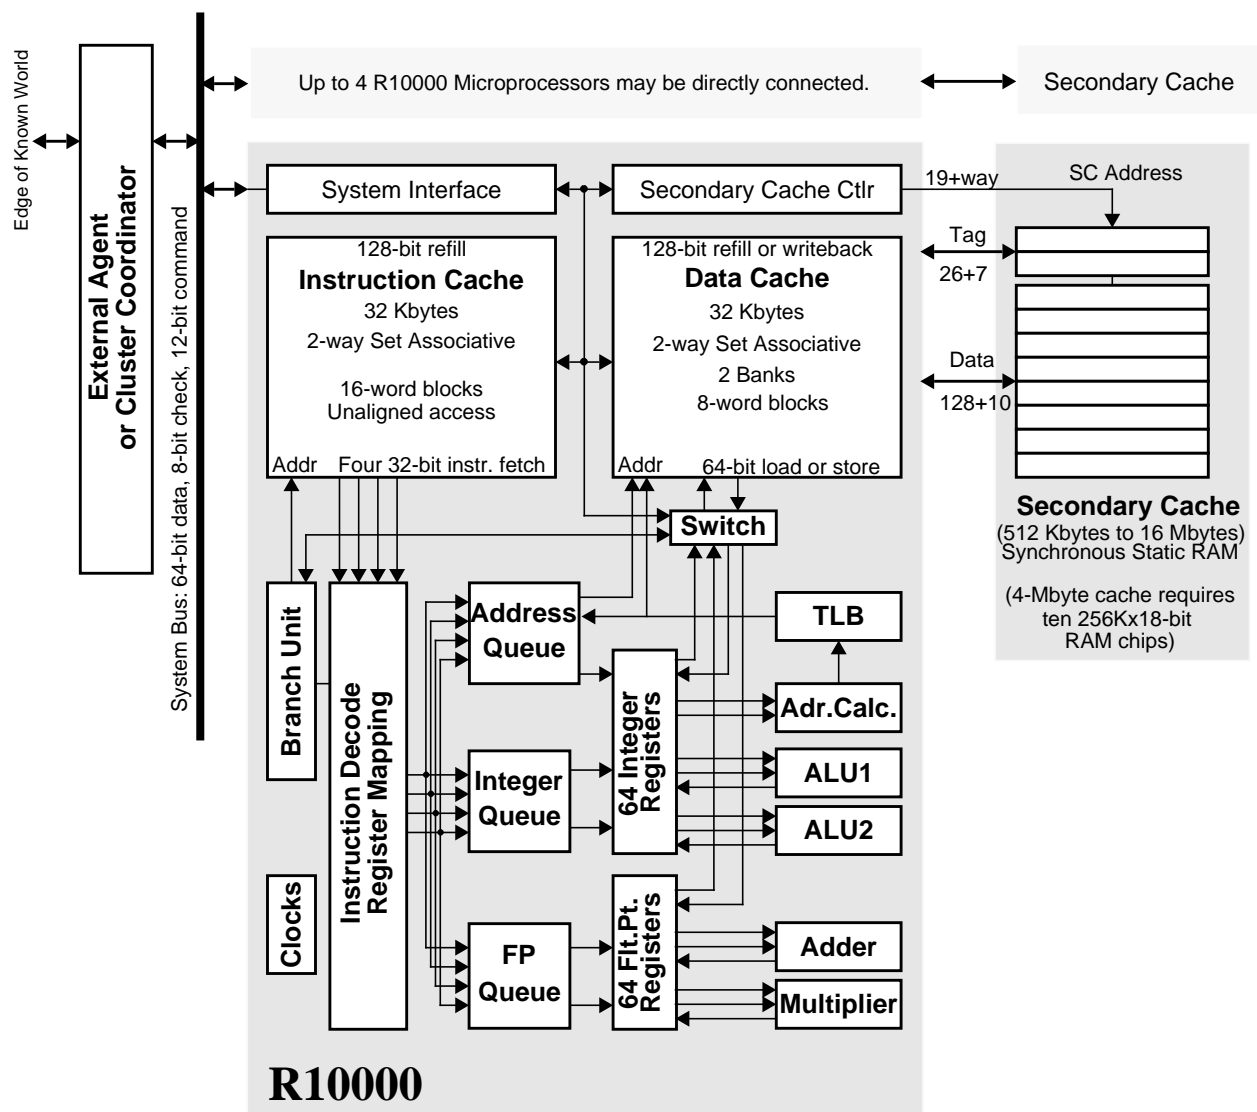 Edge of Known World
External Agent
or Cluster Coordinator
System Bus: 64-bit data, 8-bit check, 12-bit command
Up to 4 R10000 Microprocessors may be directly connected.
Secondary Cache
System Interface
Secondary Cache Ctlr
19+way
SC Address
128-bit refill
Instruction Cache
32 Kbytes
2-way Set Associative
16-word blocks
Unaligned access
Addr
Four 32-bit instr. fetch
128-bit refill or writeback
Data Cache
32 Kbytes
2-way Set Associative
2 Banks
8-word blocks
Addr
64-bit load or store
Tag
26+7
Data
128+10
Secondary Cache
(512 Kbytes to 16 Mbytes)
Synchronous Static RAM
(4-Mbyte cache requires
ten 256Kx18-bit
RAM chips)
Switch
Branch Unit
Clocks
Instruction Decode
Register Mapping
Address
Queue
Integer
Queue
FP
Queue
64 Integer
Registers
64 Flt.Pt.
Registers
TLB
Adr.Calc.
ALU1
ALU2
Adder
Multiplier
R10000